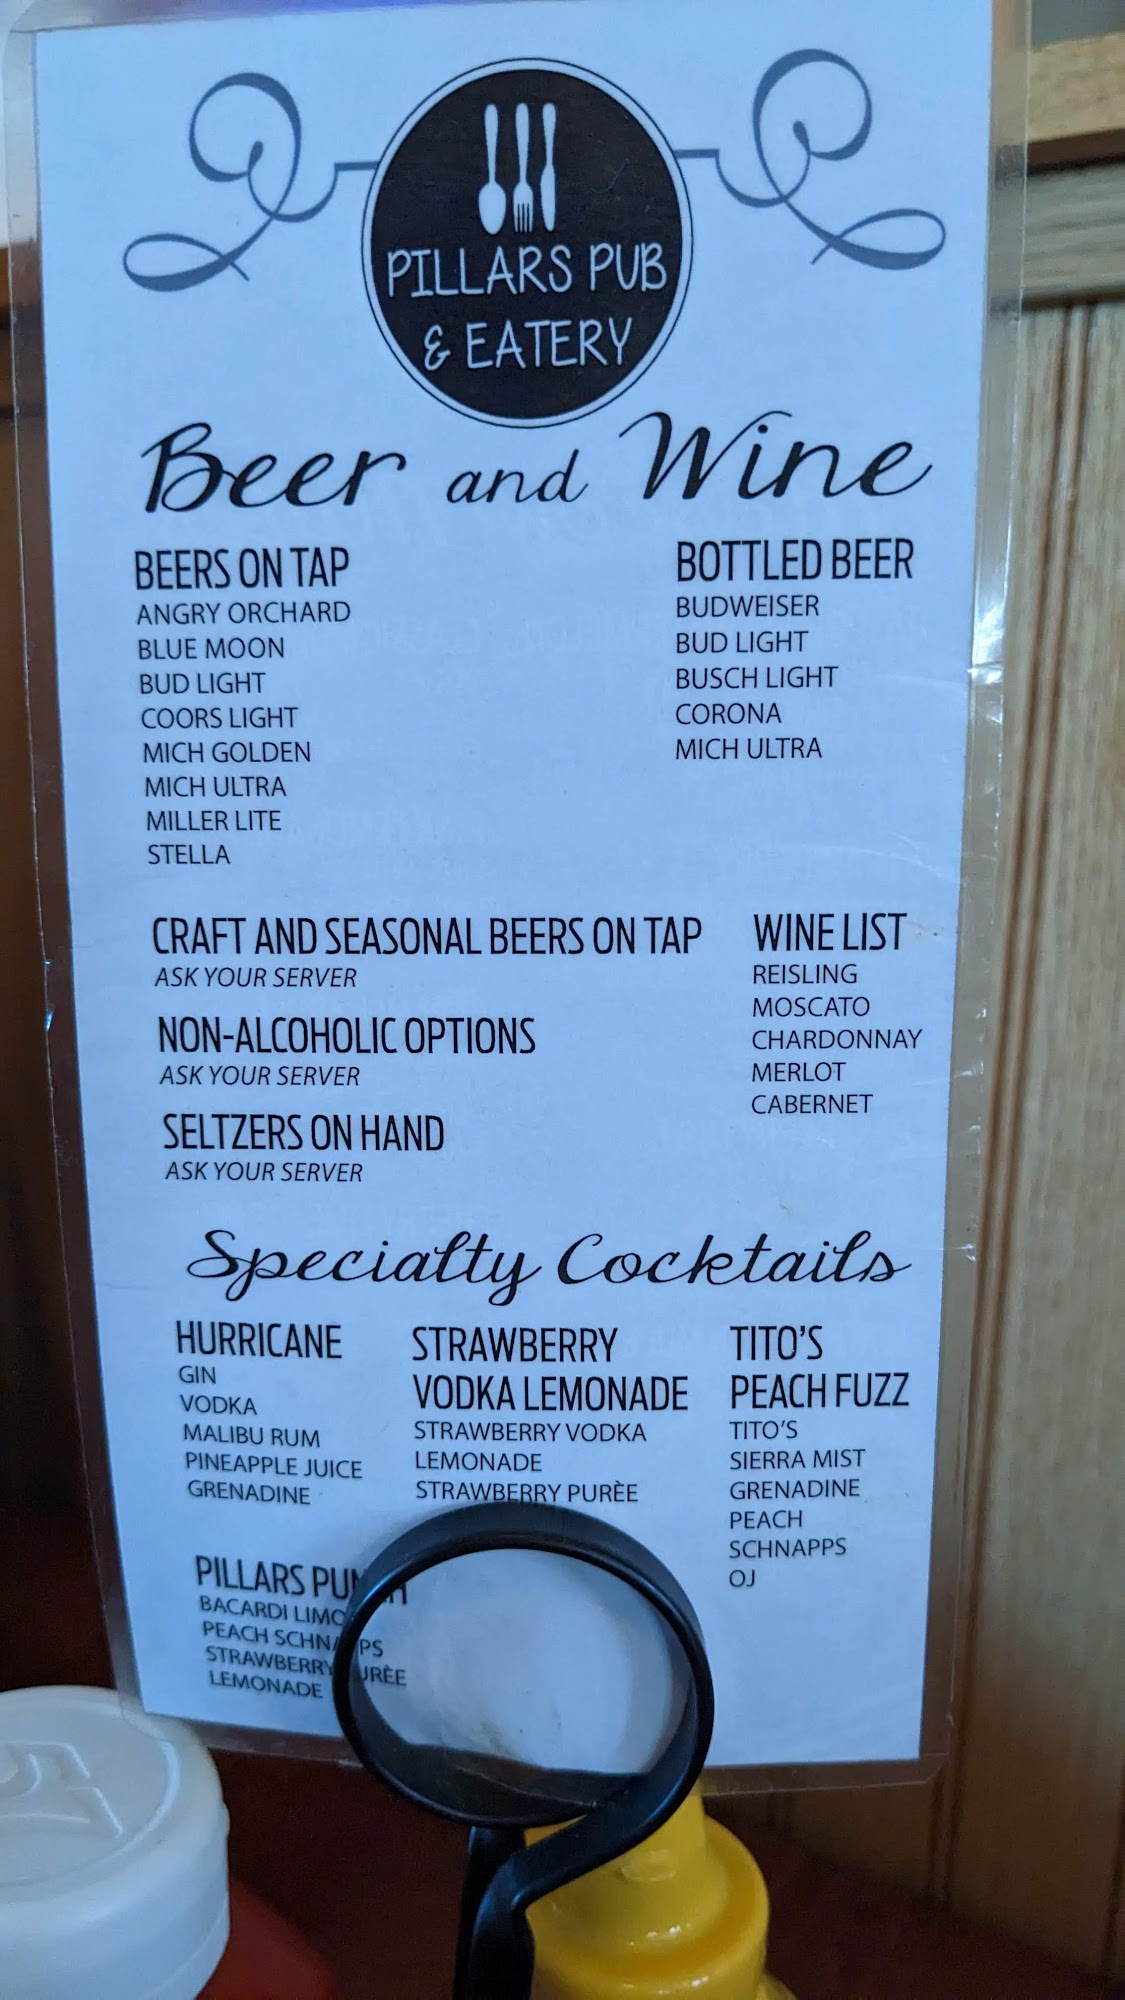 PILLARS PUB
& EATERY
Beer and Wine
BEERS ON TAP
ANGRY ORCHARD
BLUE MOON
BUD LIGHT
COORS LIGHT
MICH GOLDEN
MICH ULTRA
MILLER LITE
STELLA
BOTTLED BEER
BUDWEISER
BUD LIGHT
BUSCH LIGHT
CORONA
MICH ULTRA
CRAFT AND SEASONAL BEERS ON TAP
ASK YOUR SERVER
NON-ALCOHOLIC OPTIONS
ASK YOUR SERVER
SELTZERS ON HAND
ASK YOUR SERVER
WINE LIST
REISLING
MOSCATO
CHARDONNAY
MERLOT
CABERNET
Specialty Cocktails
HURRICANE
GIN
VODKA
MALIBU RUM
PINEAPPLE JUICE
GRENADINE
STRAWBERRY
VODKA LEMONADE
STRAWBERRY VODKA
LEMONADE
STRAWBERRY PURÈE
TITO'S
PEACH FUZZ
TITO'S
SIERRA MIST
GRENADINE
PEACH
SCHNAPPS
OJ
PILLARS PUNCH
BACARDI
PEACH SCHNAPPS
STRAWBERRY PURÈE
LEMONADE